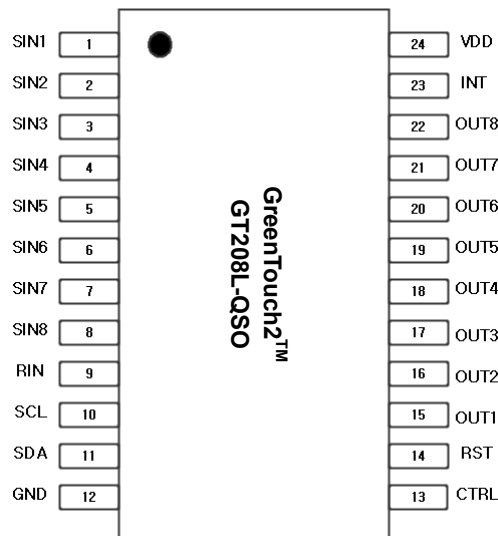 SIN1 1 24 VDD
SIN2 2 23 INT
SIN3 3 22 OUT8
SIN4 4 21 OUT7
SIN5 5 20 OUT6
SIN6 6 19 OUT5
SIN7 7 18 OUT4
SIN8 8 17 OUT3
RIN 9 16 OUT2
SCL 10 15 OUT1
SDA 11 14 RST
GND 12 13 CTRL
GreenTouch2™
GT208L-QSO